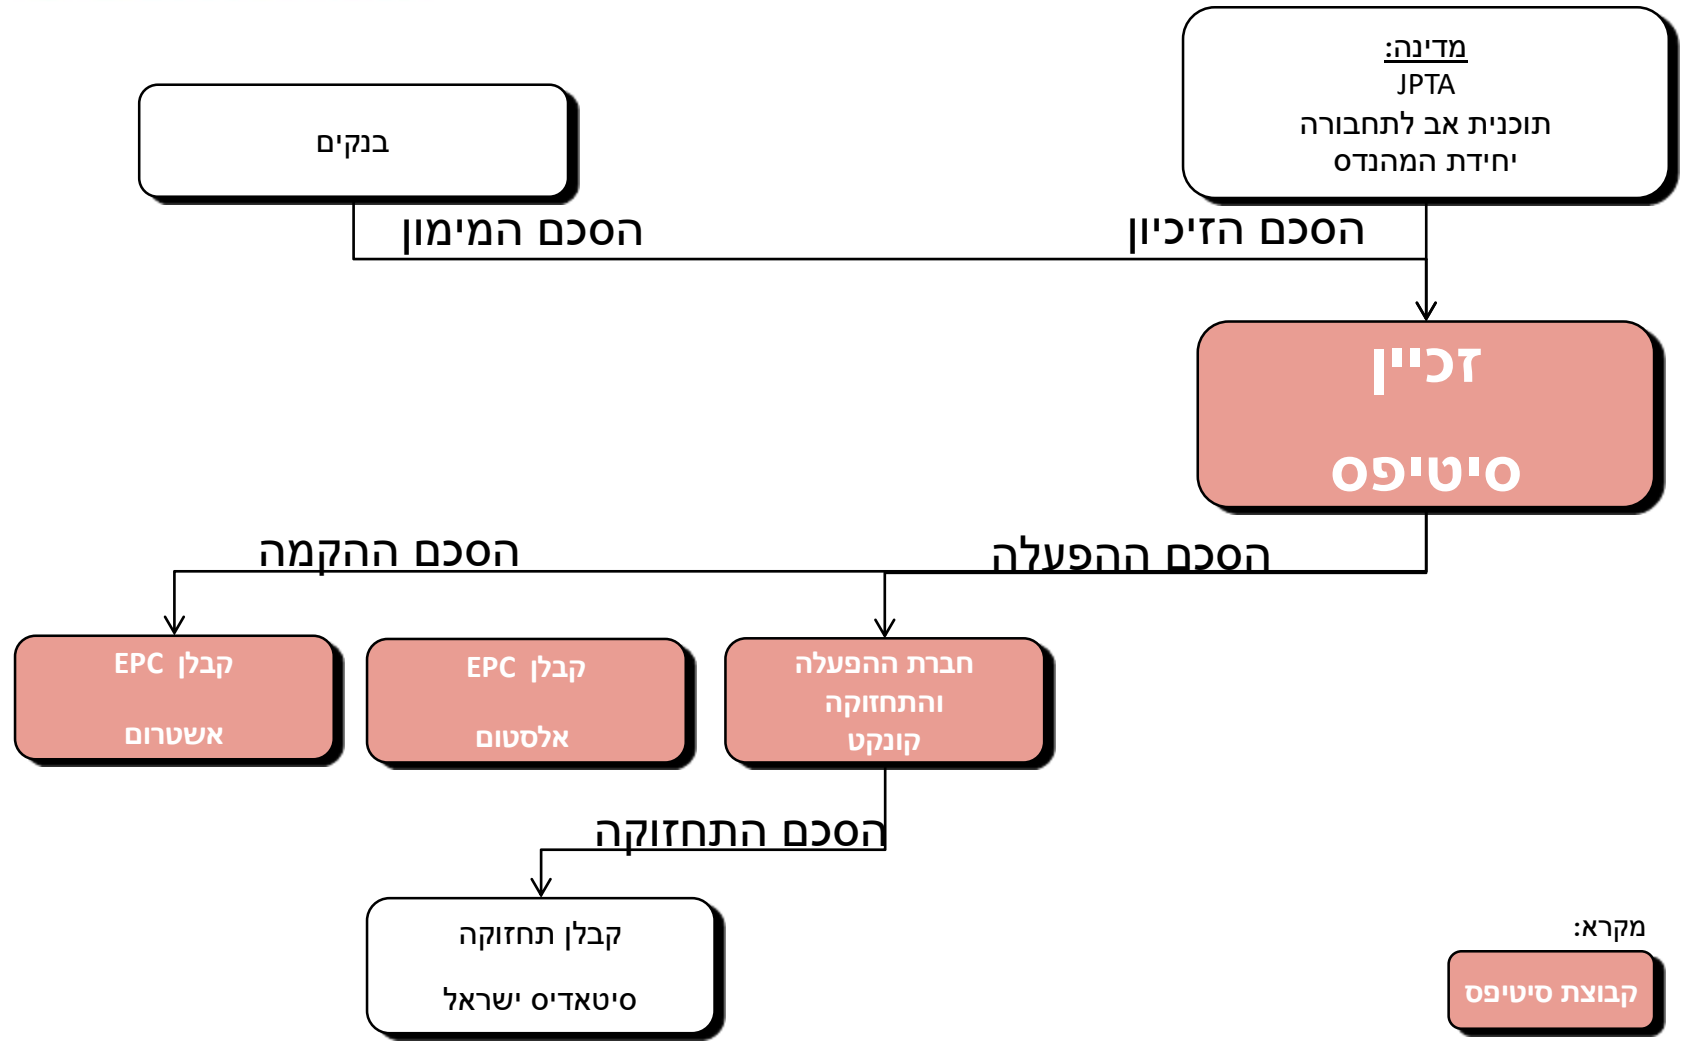 מדינה:
JPTA
תוכנית אב לתחבורה
יחידת המהנדס
בנקים
הסכם הזיכיון
הסכם המימון
זכיין
סיטיפס
הסכם ההפעלה
הסכם ההקמה
חברת ההפעלה
והתחזוקה
קונקט
קבלן EPC
אלסטום
קבלן EPC
אשטרום
הסכם התחזוקה
קבלן תחזוקה
סיטאדיס ישראל
מקרא:
קבוצת סיטיפס